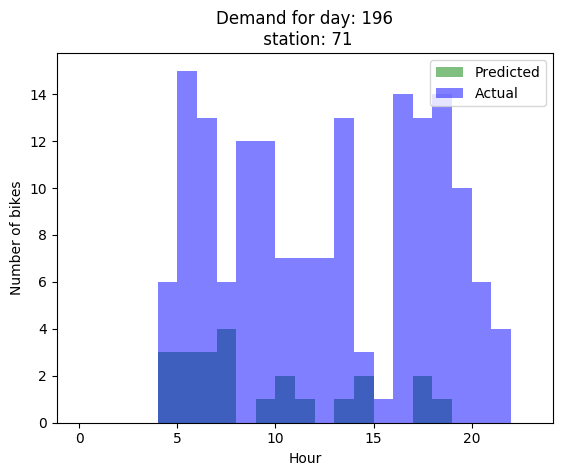 Demand for day: 196
station: 71
Predicted
Actual
Number of bikes
14
12
10
8
6
4
2
0
0 5 10 15 20
Hour